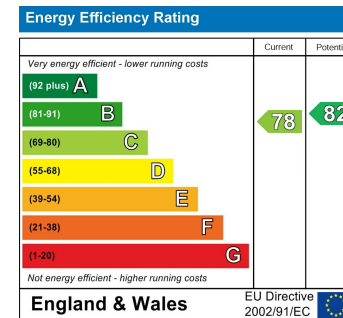 Energy Efficiency Rating
Current Potenti
Very energy efficient - lower running costs
(92 plus) A
(81-91) B
78 82
(69-80) C
(55-68) D
(39-54) E
(21-38) F
(1-20) G
Not energy efficient - higher running costs
England & Wales
EU Directive
2002/91/EC